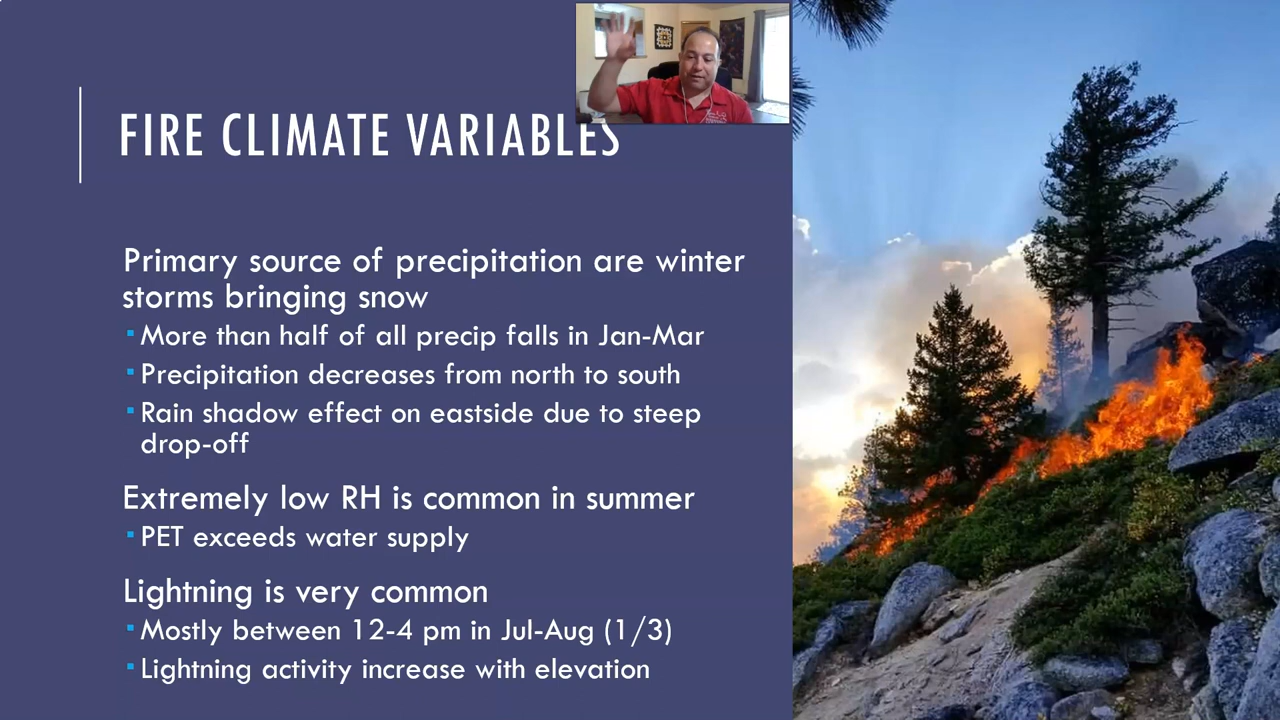 FIRE CLIMATE VARIABLES
Primary source of precipitation are winter
storms bringing snow
More than half of all precip falls in Jan-Mar
Precipitation decreases from north to south
Rain shadow effect on eastside due to steep
drop-off
Extremely low RH is common in summer
PET exceeds water supply
Lightning is very common
Mostly between 12-4 pm in Jul-Aug (1/3)
Lightning activity increase with elevation